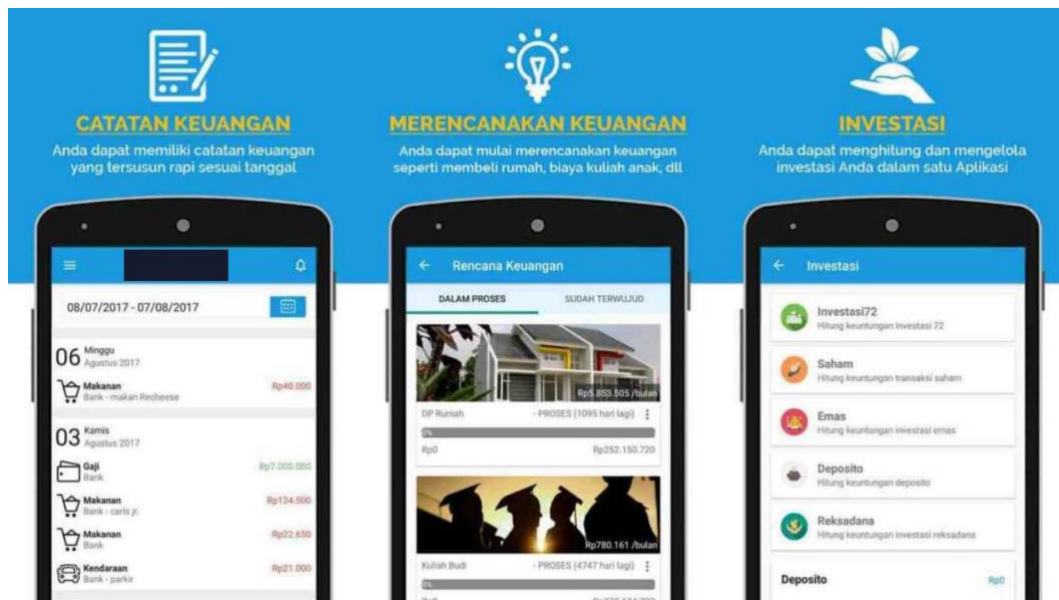 CATATAN KEUANGAN
Anda dapat memiliki catatan keuangan
yang tersusun rapi sesuai tanggal
08/07/2017 - 07/08/2017
06 Minggu
Agustus 2017
Makanan Rp40.000
Bank - makan Recheese
03 Kamis
Agustus 2017
Gaji Rp7.000.000
Bank
Makanan Rp124.500
Bank - carls jr.
Makanan Rp22.650
Bank
Kendaraan Rp21.000
Bank - parkir
MERENCANAKAN KEUANGAN
Anda dapat mulai merencanakan keuangan
seperti membeli rumah, biaya kuliah anak, dll
Rencana Keuangan
DALAM PROSES SUDAH TERWUJUD
Rp5.853.505 /bulan
DP Rumah - PROSES (1095 hari lagi)
0%
Rp0 Rp252.150.720
Rp780.161 /bulan
Kuliah Budi - PROSES (4747 hari lagi)
0%
INVESTASI
Anda dapat menghitung dan mengelola
investasi Anda dalam satu Aplikasi
Investasi
Investasi72
Hitung keuntungan Investasi 72
Saham
Hitung keuntungan transaksi saham
Emas
Hitung keuntungan investasi emas
Deposito
Hitung keuntungan deposito
Reksadana
Hitung keuntungan investasi reksadana
Deposito Rp0